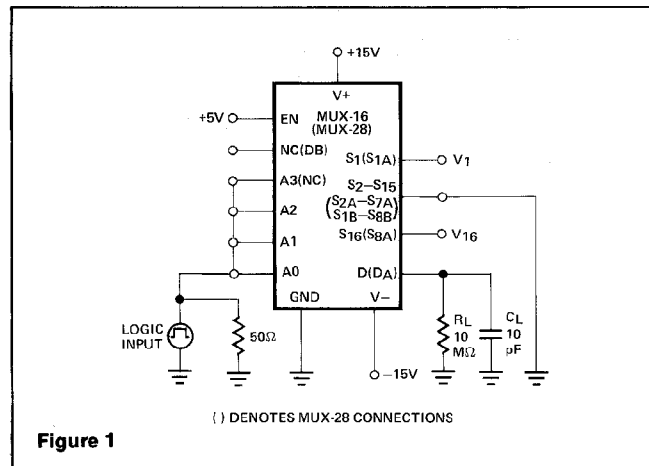 +15V
V+
MUX-16
(MUX-28)
+5V
EN
NC(DB)
A3(NC)
A2
A1
A0
S1(S1A)
V1
S2–S15
(S2A–S7A)
(S1B–S8B)
S16(S8A)
V16
D(DA)
GND
V–
LOGIC
INPUT
50Ω
RL
10
MΩ
CL
10
pF
–15V
( ) DENOTES MUX-28 CONNECTIONS
Figure 1